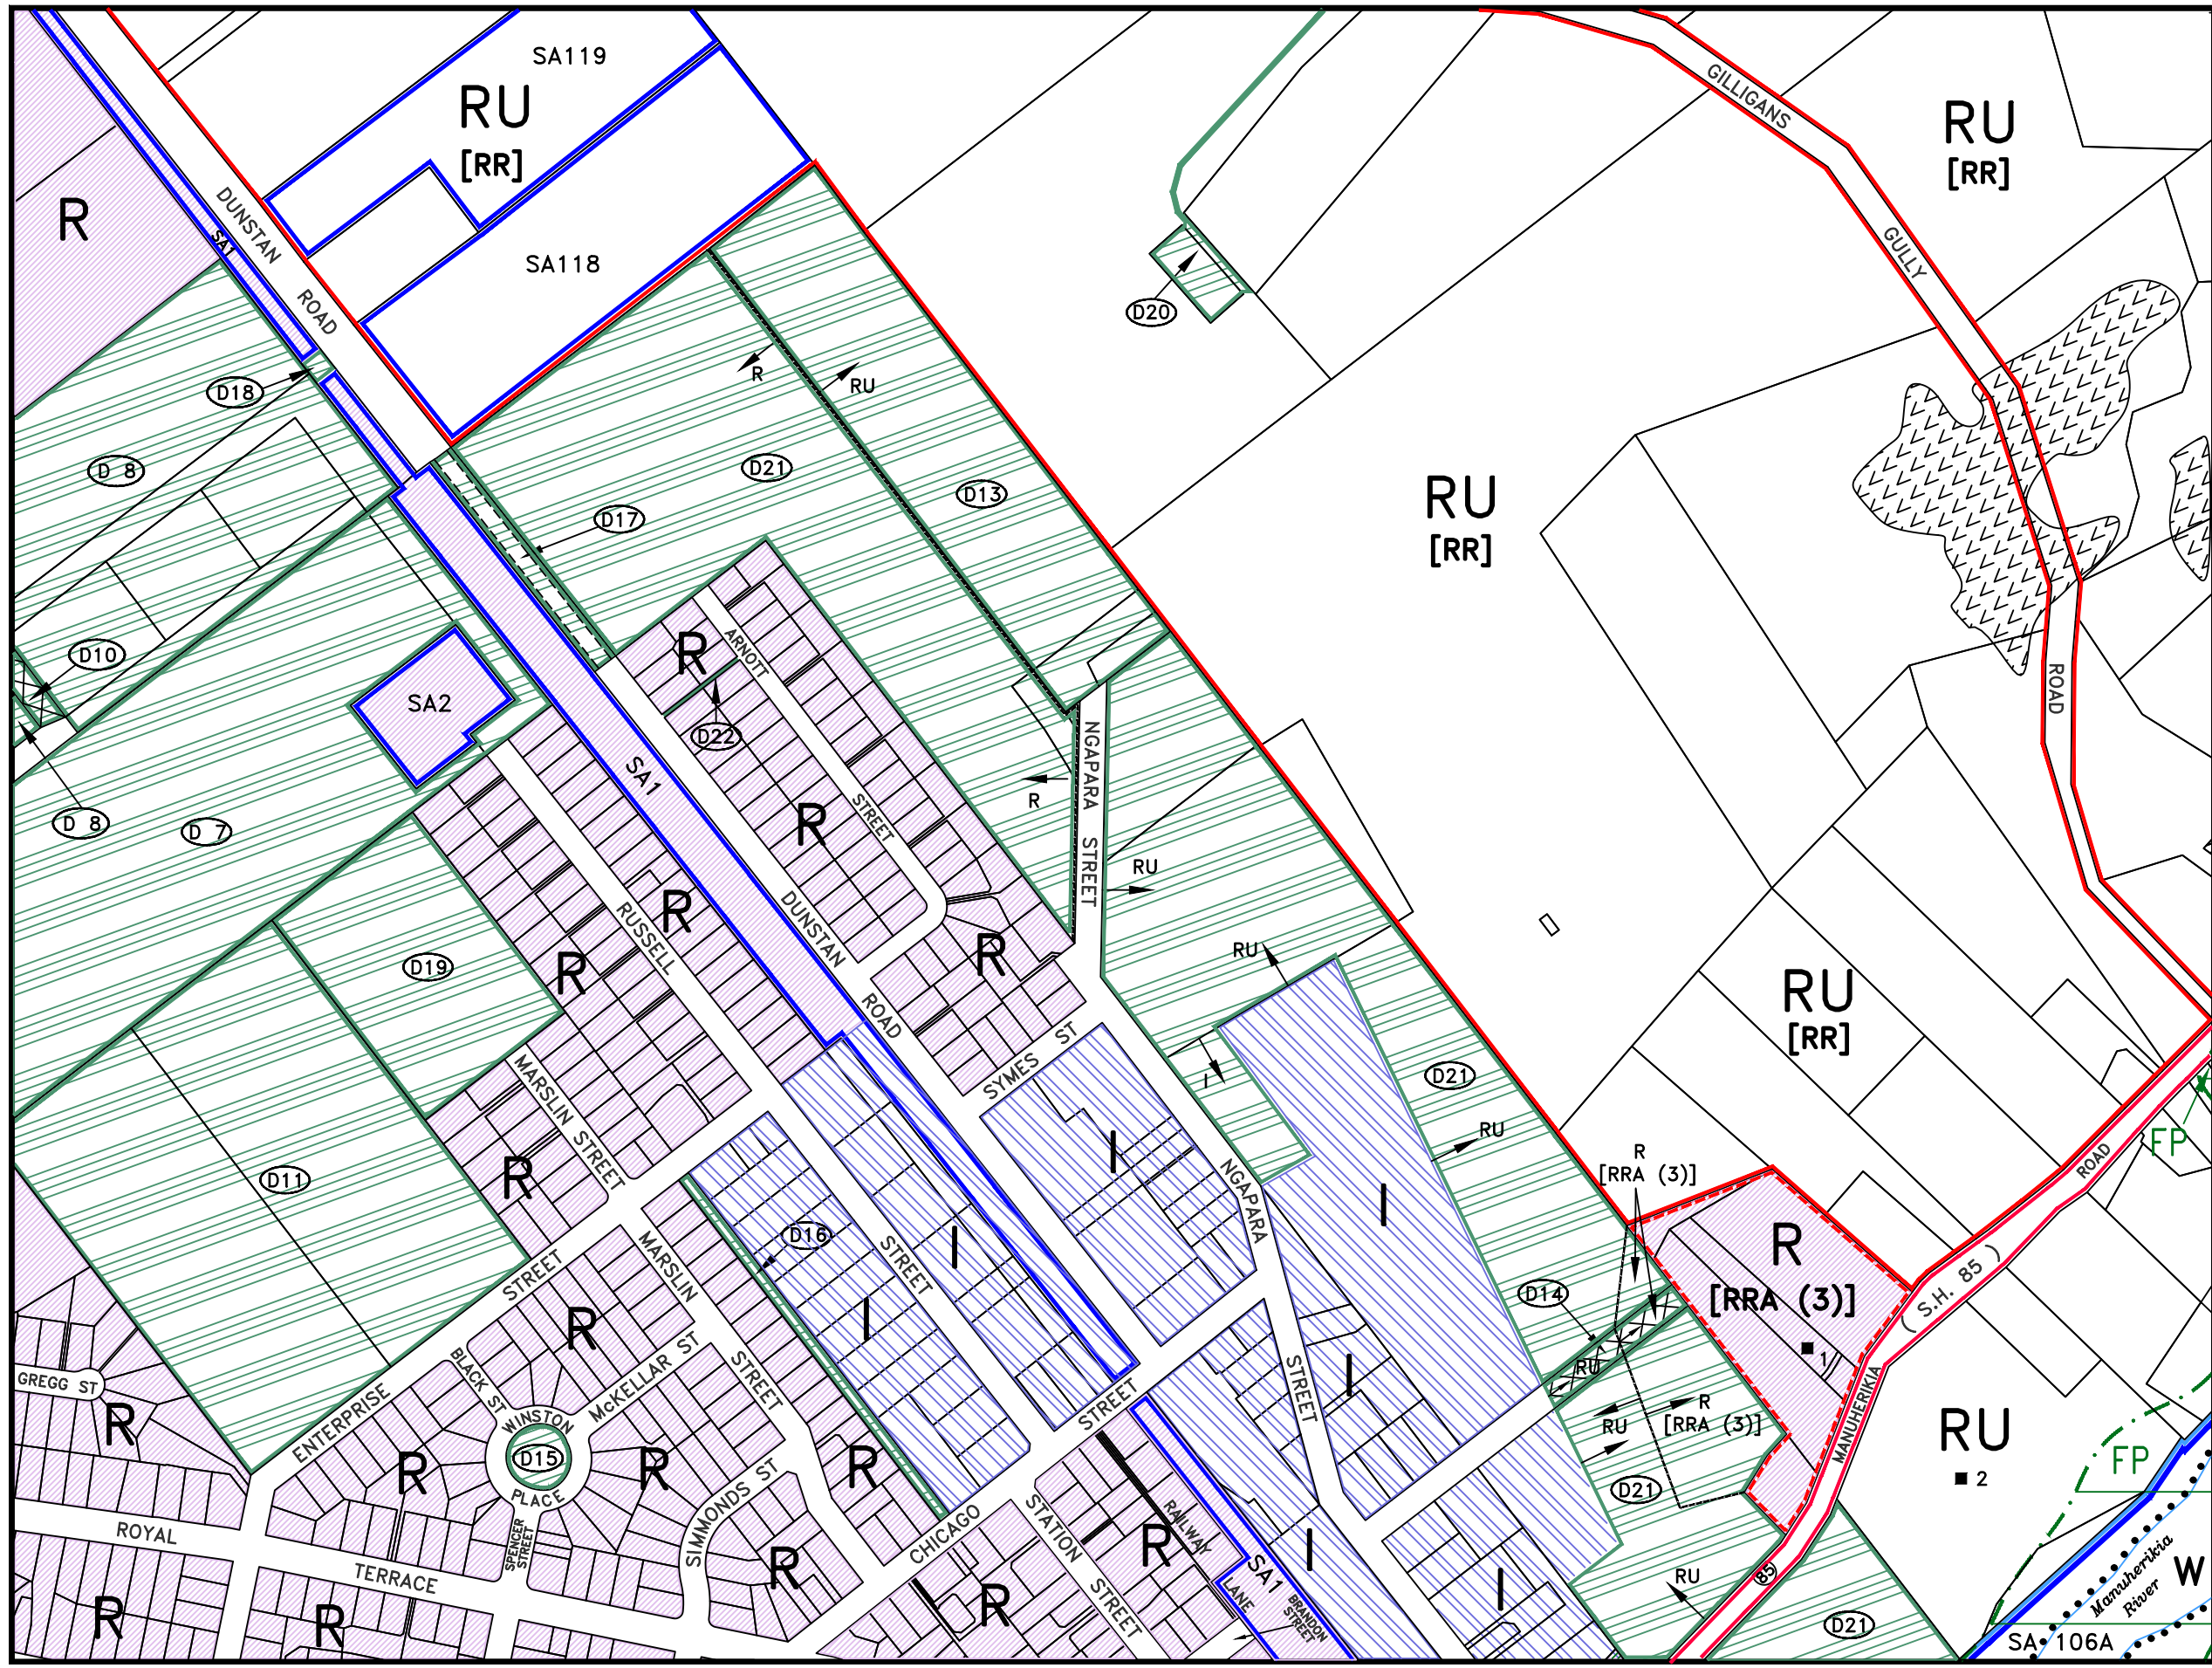 SA119
RU
[RR]
GILLIGANS
RU
[RR]
R
DUNSTAN
SA1
GULLY
SA118
ROAD
D20
D18
R
RU
D 8
D21
D13
RU
[RR]
D17
D10
R
ARNOTT
ROAD
SA2
D22
NGAPARA
SA1
R
D 8
D 7
R
STREET
STREET
RU
R
RUSSELL
DUNSTAN
R
D19
R
RU
RU
[RR]
ROAD
SYMES ST
D21
I
MARSLIN STREET
RU
FP
R
I
R
[RRA (3)]
ROAD
D11
NGAPARA
I
D16
I
R
MARSLIN
STREET
STREET
( S.H. 85 )
[RRA (3)]
D14
R
I
1
BLACK ST
McKELLAR ST
STREET
I
RU
GREGG ST
STREET
STREET
MANUHERIKIA
R
ENTERPRISE
WINSTON
R
RU
[RRA (3)]
RU
D15
R
R
R
FP
PLACE
SIMMONDS ST
D21
2
ROYAL
SPENCER
STREET
CHICAGO
STATION
RAILWAY
R
I
TERRACE
R
SA1
85
RU
Manuherikia
River
W
R
R
R
STREET
LANE
BRANDON
STREET
I
D21
SA 106A